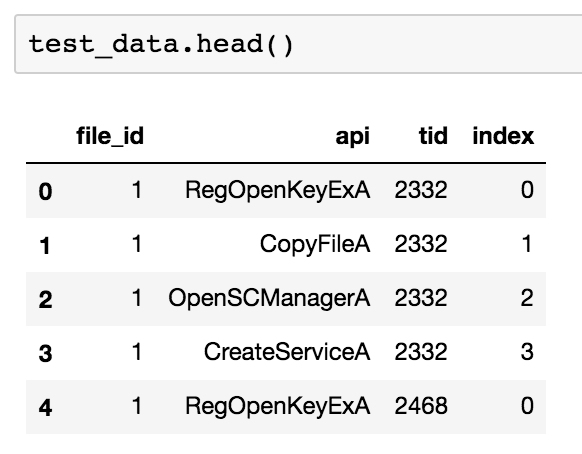 test_data.head()
file_id api tid index
0 1 RegOpenKeyExA 2332 0
1 1 CopyFileA 2332 1
2 1 OpenSCManagerA 2332 2
3 1 CreateServiceA 2332 3
4 1 RegOpenKeyExA 2468 0